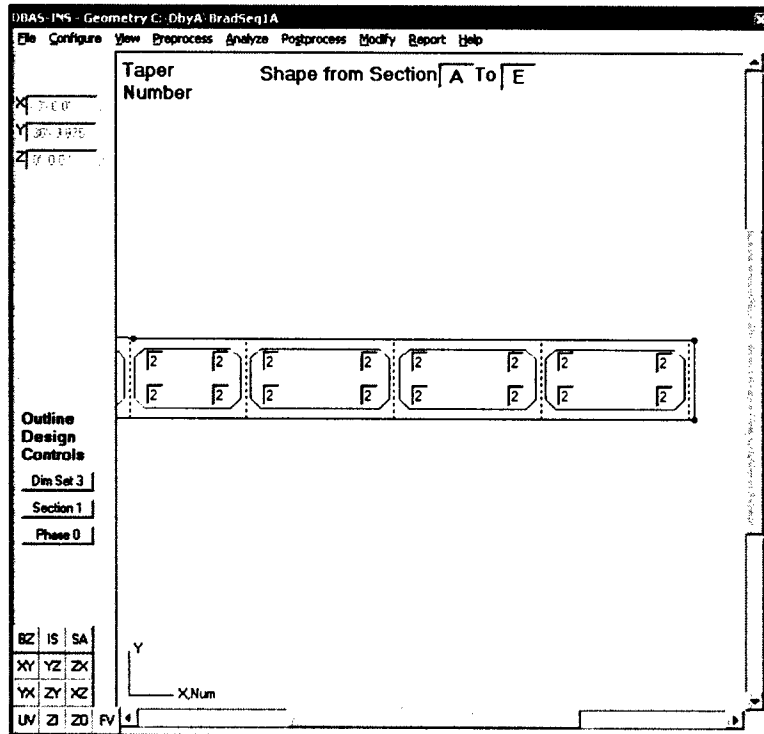 DBAS-INS - Geometry C:\DbyA\BradSeq1A
File Configure View Preprocess Analyze Postprocess Modify Report Help
Taper Number
Shape from Section A To E
X
Y
Z
2 2 2 2 2 2 2 2
2 2 2 2 2 2 2 2
Outline
Design
Controls
Dim Set 3
Section 1
Phase 0
BZ IS SA
XY YZ ZX
YX ZY XZ
UV ZI ZO FV
Y
X,Num